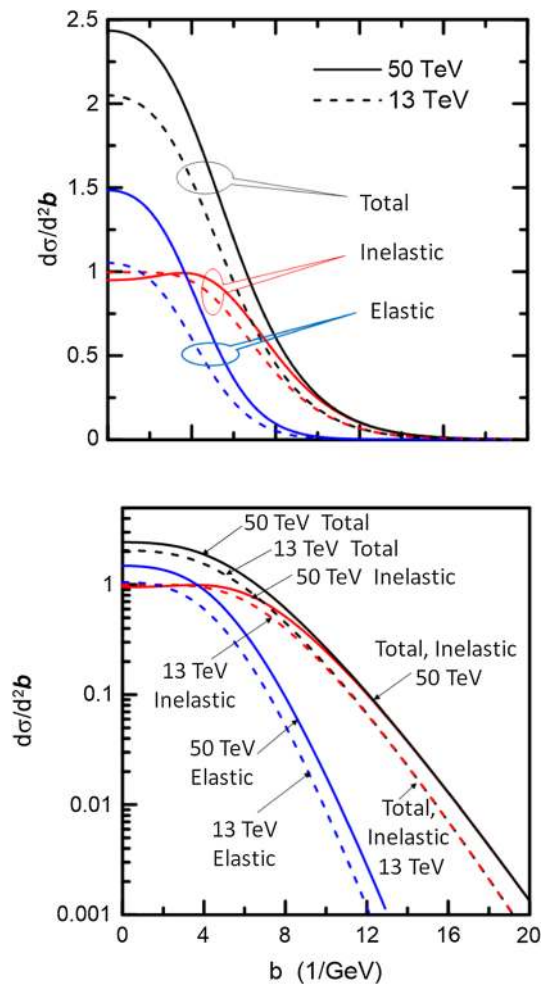 2.5
2
1.5
1
0.5
0
dσ/d²b
50 TeV
13 TeV
Total
Inelastic
Elastic
1
0.1
0.01
0.001
dσ/d²b
50 TeV Total
13 TeV Total
50 TeV Inelastic
13 TeV
Inelastic
Total, Inelastic
50 TeV
50 TeV
Elastic
13 TeV
Elastic
Total,
Inelastic
13 TeV
0 4 8 12 16 20
b (1/GeV)